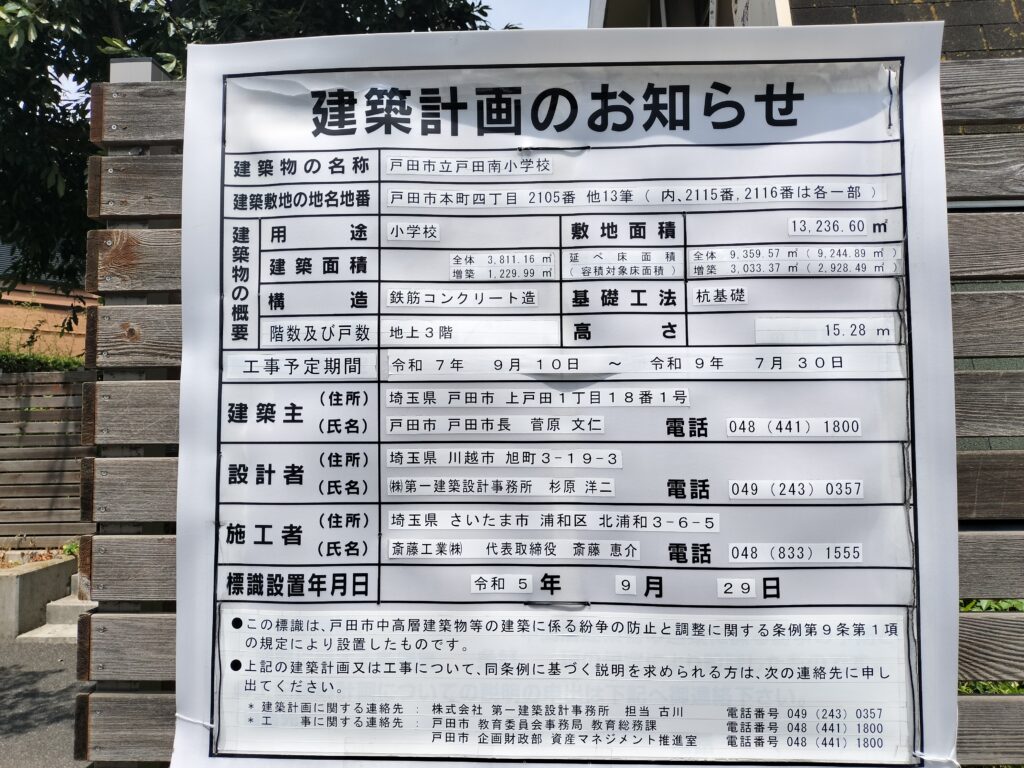 建築計画のお知らせ
建築物の名称 戸田市立戸田南小学校
建築敷地の地名地番 戸田市本町四丁目 2105番 他13筆 ( 内、2115番, 2116番は各一部 )
建築物の概要
用途 小学校 敷地面積 13,236.60 ㎡
建築面積 全体 3,811.16 ㎡ 延べ床面積 全体 9,359.57 ㎡ ( 9,244.89 ㎡ )
増築 1,229.99 ㎡ ( 容積対象床面積 ) 増築 3,033.37 ㎡ ( 2,928.49 ㎡ )
構造 鉄筋コンクリート造 基礎工法 杭基礎
階数及び戸数 地上3階 高さ 15.28 m
工事予定期間 令和 7年 9月 10日 ~ 令和 9年 7月 30日
建築主 (住所) 埼玉県 戸田市 上戸田1丁目18番1号
(氏名) 戸田市 戸田市長 菅原 文仁 電話 048 (441) 1800
設計者 (住所) 埼玉県 川越市 旭町3-19-3
(氏名) ㈱第一建築設計事務所 杉原 洋二 電話 049 (243) 0357
施工者 (住所) 埼玉県 さいたま市 浦和区 北浦和3-6-5
(氏名) 斎藤工業㈱ 代表取締役 斎藤 恵介 電話 048 (833) 1555
標識設置年月日 令和 5 年 9 月 29 日
●この標識は、戸田市中高層建築物等の建築に係る紛争の防止と調整に関する条例第9条第1項
の規定により設置したものです。
●上記の建築計画又は工事について、同条例に基づく説明を求められる方は、次の連絡先に申し
出てください。
* 建築計画に関する連絡先 : 株式会社 第一建築設計事務所 担当 古川 電話番号 049 (243) 0357
* 工事に関する連絡先 : 戸田市 教育委員会事務局 教育総務課 電話番号 048 (441) 1800
戸田市 企画財政部 資産マネジメント推進室 電話番号 048 (441) 1800